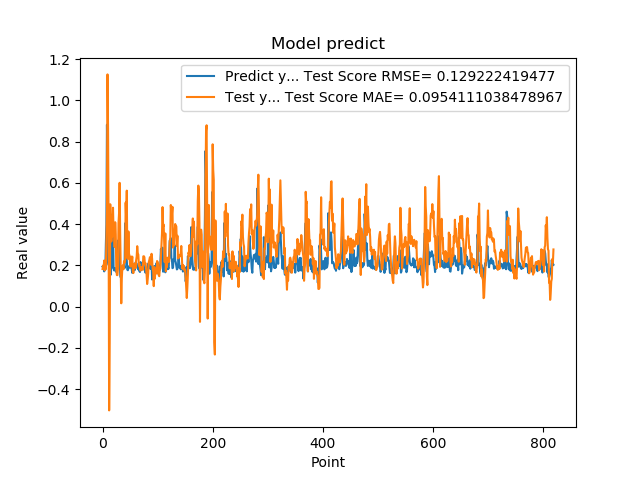 Model predict
Predict y... Test Score RMSE= 0.129222419477
Test y... Test Score MAE= 0.0954111038478967
Real value
1.2
1.0
0.8
0.6
0.4
0.2
0.0
−0.2
−0.4
0 200 400 600 800
Point